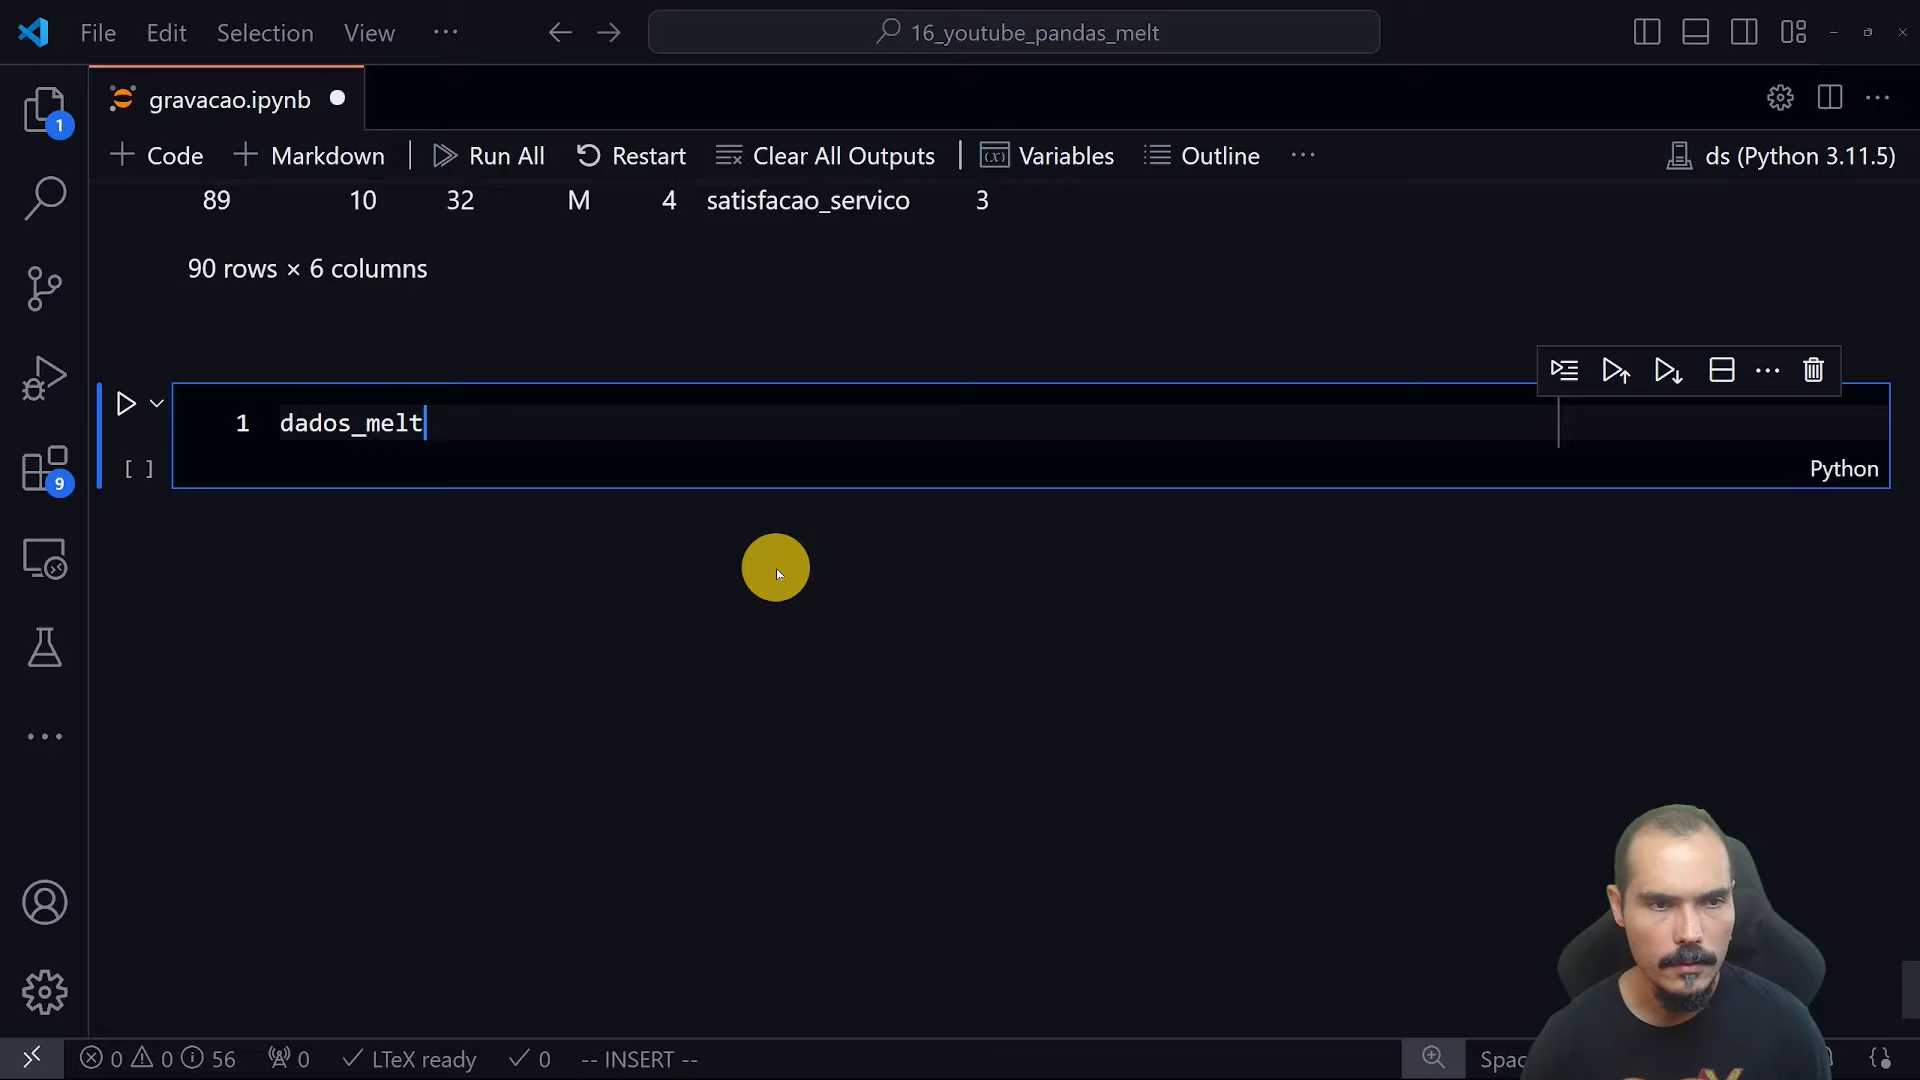 File Edit Selection View ··· 16_youtube_pandas_melt
gravacao.ipynb
1
Code Markdown Run All Restart Clear All Outputs Variables Outline ··· ds (Python 3.11.5)
89 10 32 M 4 satisfacao_servico 3
90 rows × 6 columns
1 dados_melt
[ ] Python
9
0 0 56 0 LTeX ready 0 -- INSERT --